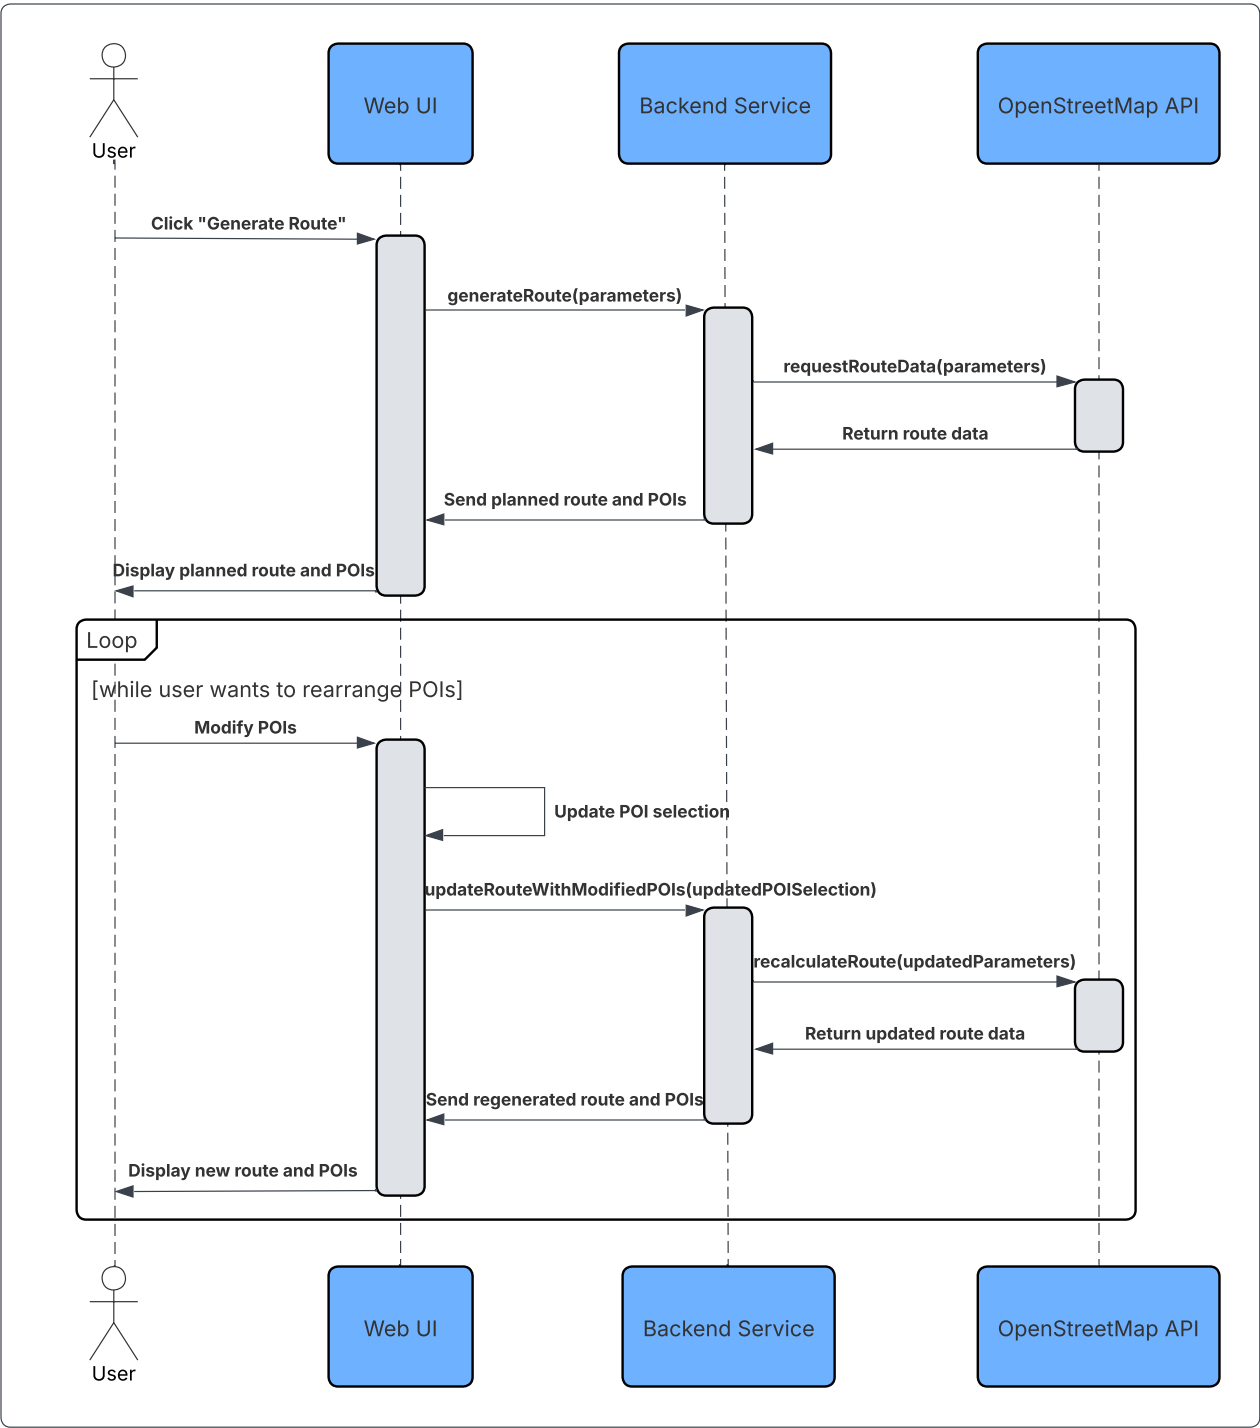 User
Web UI
Backend Service
OpenStreetMap API
Click "Generate Route"
generateRoute(parameters)
requestRouteData(parameters)
Return route data
Send planned route and POIs
Display planned route and POIs
Loop
[while user wants to rearrange POIs]
Modify POIs
Update POI selection
updateRouteWithModifiedPOIs(updatedPOISelection)
recalculateRoute(updatedParameters)
Return updated route data
Send regenerated route and POIs
Display new route and POIs
User
Web UI
Backend Service
OpenStreetMap API